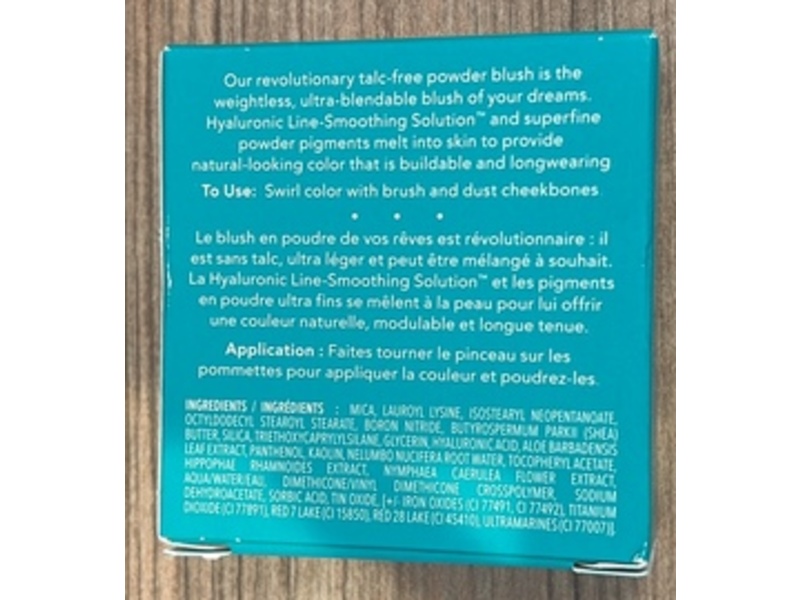 Our revolutionary talc-free powder blush is the
weightless, ultra-blendable blush of your dreams.
Hyaluronic Line-Smoothing Solution™ and superfine
powder pigments melt into skin to provide
natural-looking color that is buildable and longwearing
To Use: Swirl color with brush and dust cheekbones
• • •
Le blush en poudre de vos rêves est révolutionnaire : il
est sans talc, ultra léger et peut être mélangé à souhait.
La Hyaluronic Line-Smoothing Solution™ et les pigments
en poudre ultra fins se mêlent à la peau pour lui offrir
une couleur naturelle, modulable et longue tenue.
Application : Faites tourner le pinceau sur les
pommettes pour appliquer la couleur et poudrez-les.
INGREDIENTS / INGRÉDIENTS : MICA, LAUROYL LYSINE, ISOSTEARYL NEOPENTANOATE,
OCTYLDODECYL STEAROYL STEARATE, BORON NITRIDE, BUTYROSPERMUM PARKII (SHEA)
BUTTER, SILICA, TRIETHOXYCAPRYLYLSILANE, GLYCERIN, HYALURONIC ACID, ALOE BARBADENSIS
LEAF EXTRACT, PANTHENOL, KAOLIN, NELUMBO NUCIFERA ROOT WATER, TOCOPHERYL ACETATE,
HIPPOPHAE RHAMNOIDES EXTRACT, NYMPHAEA CAERULEA FLOWER EXTRACT,
AQUA/WATER/EAU, DIMETHICONE/VINYL DIMETHICONE CROSSPOLYMER, SODIUM
DEHYDROACETATE, SORBIC ACID, TIN OXIDE, [+/- IRON OXIDES (CI 77491, CI 77492), TITANIUM
DIOXIDE (CI 77891), RED 7 LAKE (CI 15850), RED 28 LAKE (CI 45410), ULTRAMARINES (CI 77007)].